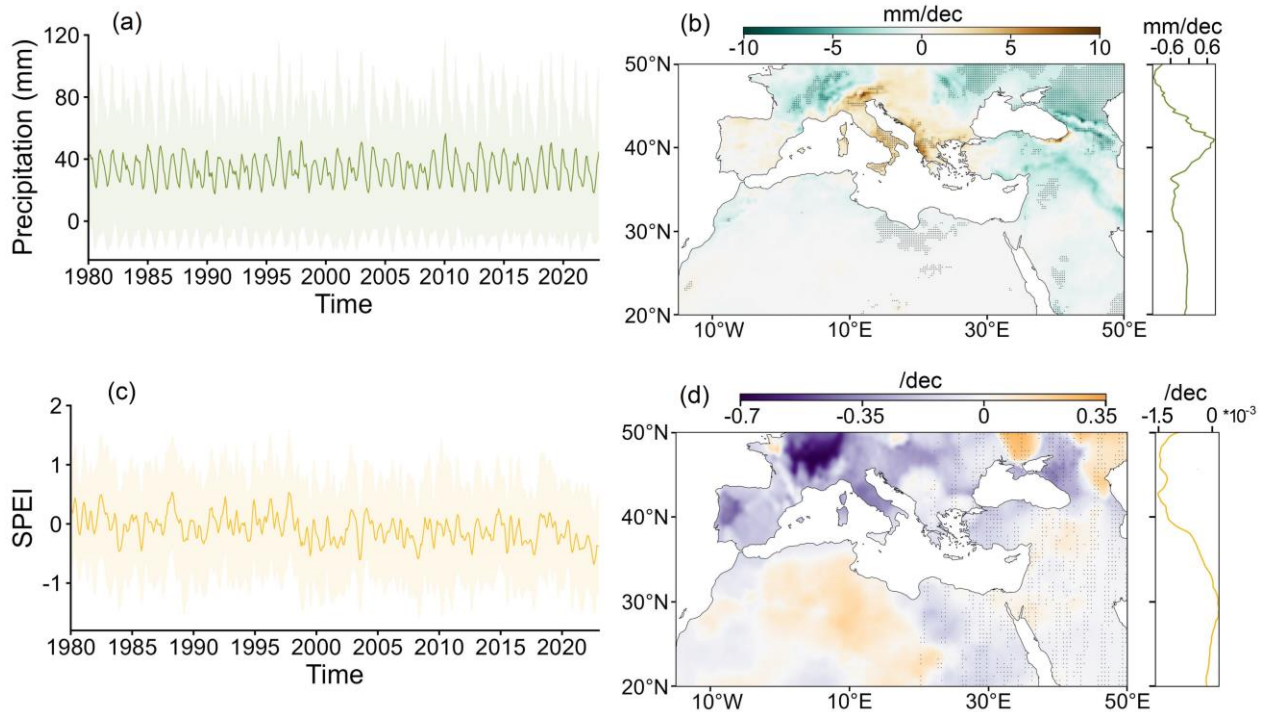 (a)
Precipitation (mm)
120
80
40
0
1980 1985 1990 1995 2000 2005 2010 2015 2020
Time
(b)
mm/dec
-10 -5 0 5 10
mm/dec
-0.6 0.6
50°N
40°N
30°N
20°N
10°W 10°E 30°E 50°E
(c)
SPEI
2
1
0
-1
1980 1985 1990 1995 2000 2005 2010 2015 2020
Time
(d)
/dec
-0.7 -0.35 0 0.35
/dec
-1.5 0 *10⁻³
50°N
40°N
30°N
20°N
10°W 10°E 30°E 50°E